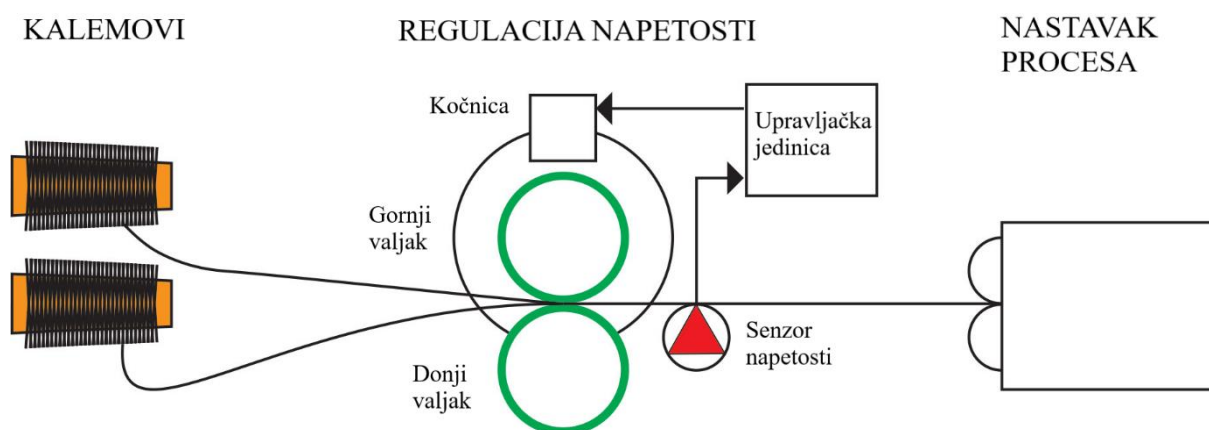 KALEMOVI
REGULACIJA NAPETOSTI
NASTAVAK
PROCESA
Kočnica
Upravljačka
jedinica
Gornji
valjak
Senzor
napetosti
Donji
valjak